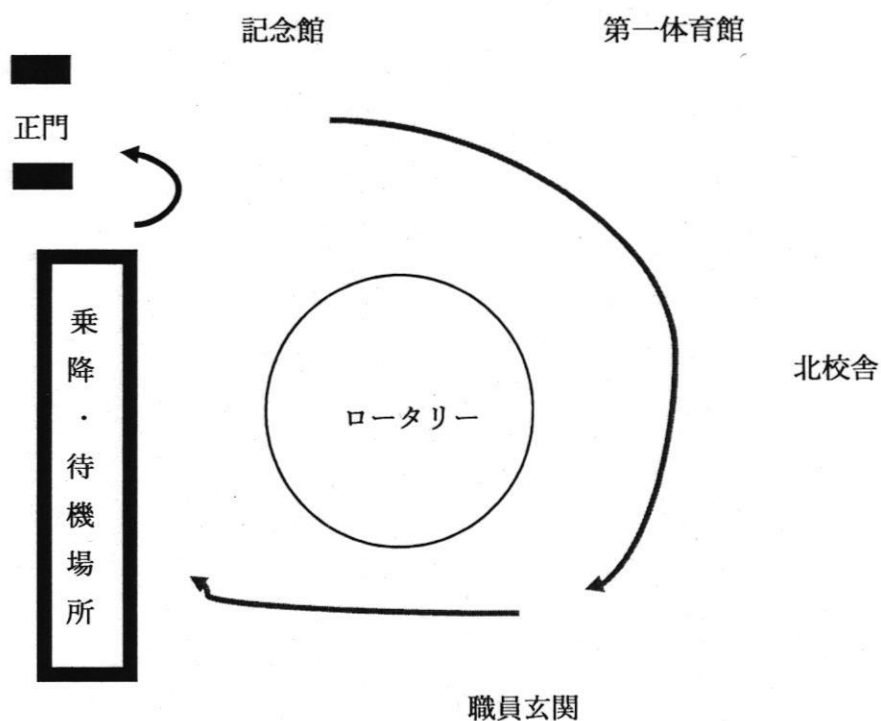 記念館
第一体育館
正門
乗降・待機場所
ロータリー
北校舎
職員玄関